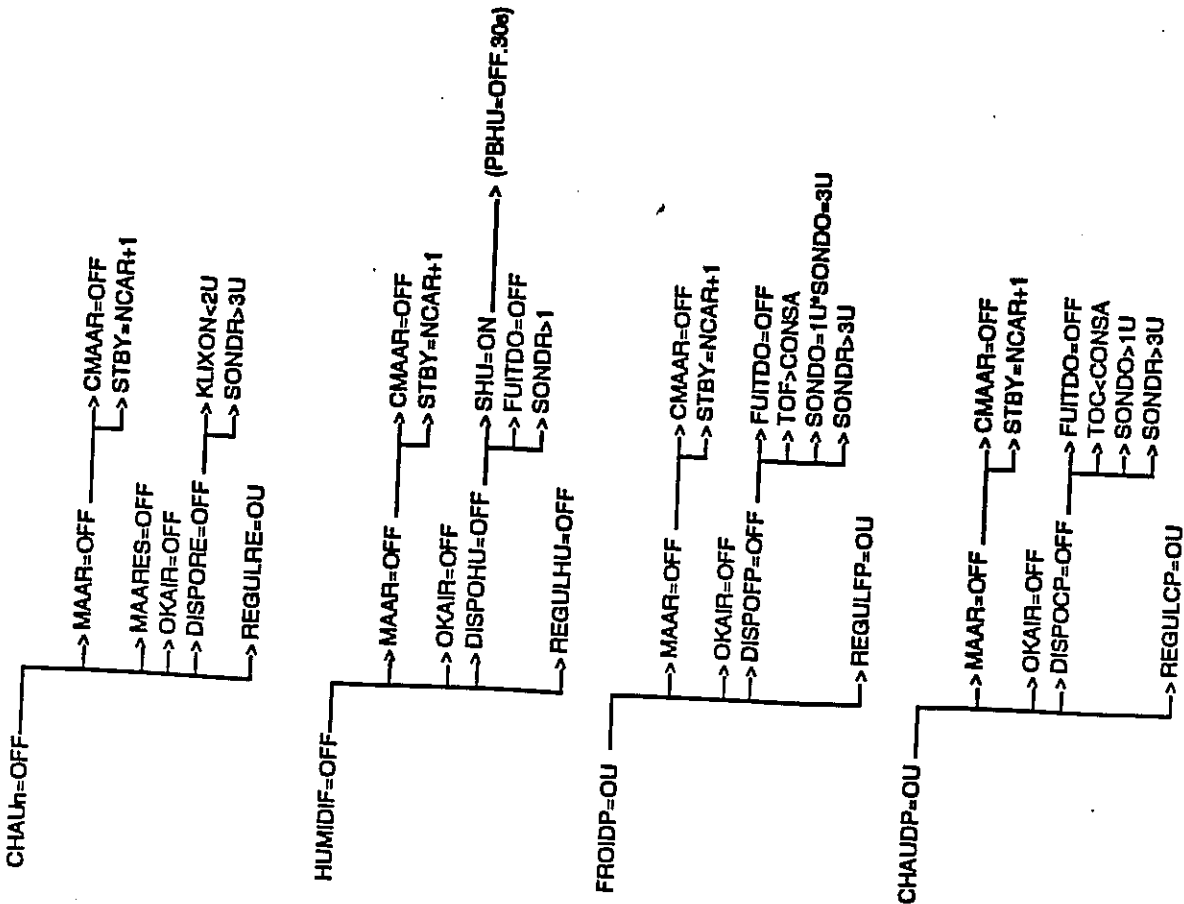 CHAUn=OFF
> MAAR=OFF > CMAAR=OFF
> STBY=NCAR+1
> MAARES=OFF
> OKAIR=OFF
> DISPORE=OFF > KLIXON<2U
> SONDR>3U
> REGULRE=OU
HUMIDIF=OFF
> MAAR=OFF > CMAAR=OFF
> STBY=NCAR+1
> OKAIR=OFF
> DISPOHU=OFF > SHU=ON > (PBHU=OFF.30s)
> FUITDO=OFF
> SONDR>1
> REGULHU=OFF
FROIDP=OU
> MAAR=OFF > CMAAR=OFF
> STBY=NCAR+1
> OKAIR=OFF
> DISPOFP=OFF > FUITDO=OFF
> TOF>CONSA
> SONDO=1U*SONDO=3U
> SONDR>3U
> REGULFP=OU
CHAUDP=OU
> MAAR=OFF > CMAAR=OFF
> STBY=NCAR+1
> OKAIR=OFF
> DISPOCP=OFF > FUITDO=OFF
> TOC<CONSA
> SONDO>1U
> SONDR>3U
> REGULCP=OU